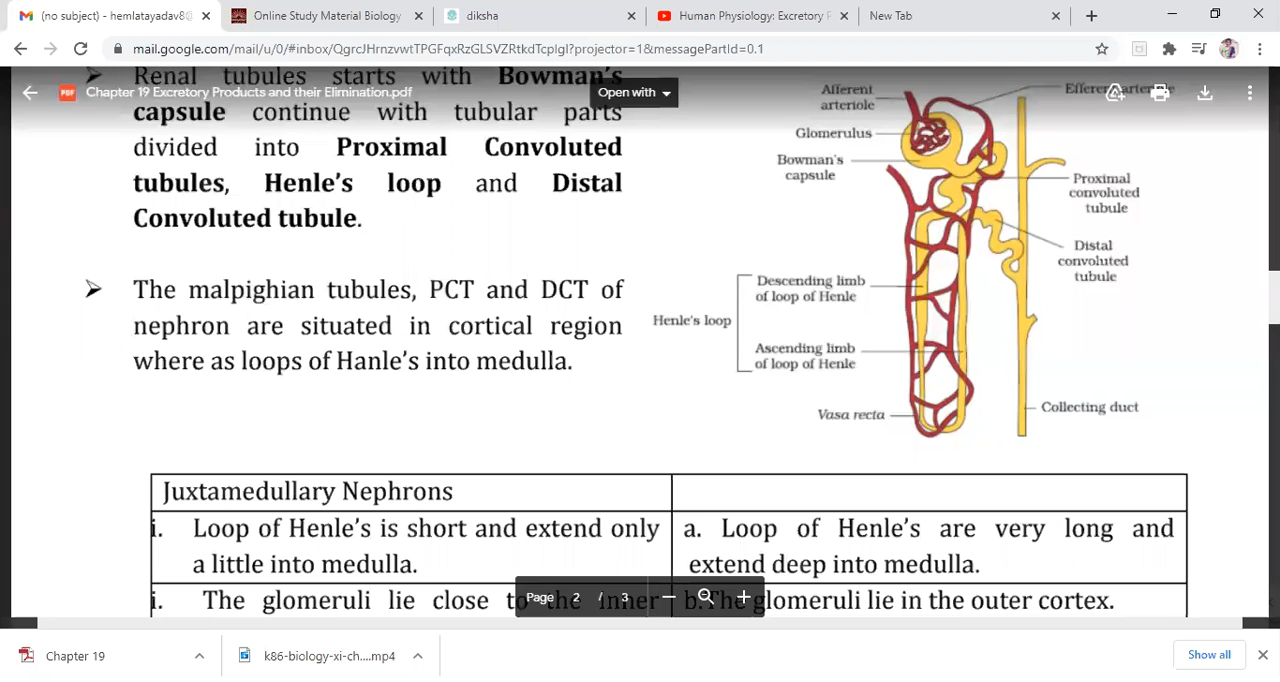 (no subject) - hemlatayadav8@
Online Study Material Biology
diksha
Human Physiology: Excretory P
New Tab
mail.google.com/mail/u/0/#inbox/QgrcJHrnzvwtTPGFqxRzGLSVZRtkdTcplgl?projector=1&messagePartId=0.1
PDF Chapter 19 Excretory Products and their Elimination.pdf
Open with
➤ Renal tubules starts with Bowman's
capsule continue with tubular parts
divided into Proximal Convoluted
tubules, Henle's loop and Distal
Convoluted tubule.
➤ The malpighian tubules, PCT and DCT of
nephron are situated in cortical region
where as loops of Hanle's into medulla.
Afferent
arteriole
Efferent arteriole
Glomerulus
Bowman's
capsule
Proximal
convoluted
tubule
Distal
convoluted
tubule
Descending limb
of loop of Henle
Henle's loop
Ascending limb
of loop of Henle
Vasa recta
Collecting duct
Juxtamedullary Nephrons
i. Loop of Henle's is short and extend only
a little into medulla.
a. Loop of Henle's are very long and
extend deep into medulla.
i. The glomeruli lie close to the inner
b. The glomeruli lie in the outer cortex.
Page 2 / 3
Chapter 19
k86-biology-xi-ch....mp4
Show all